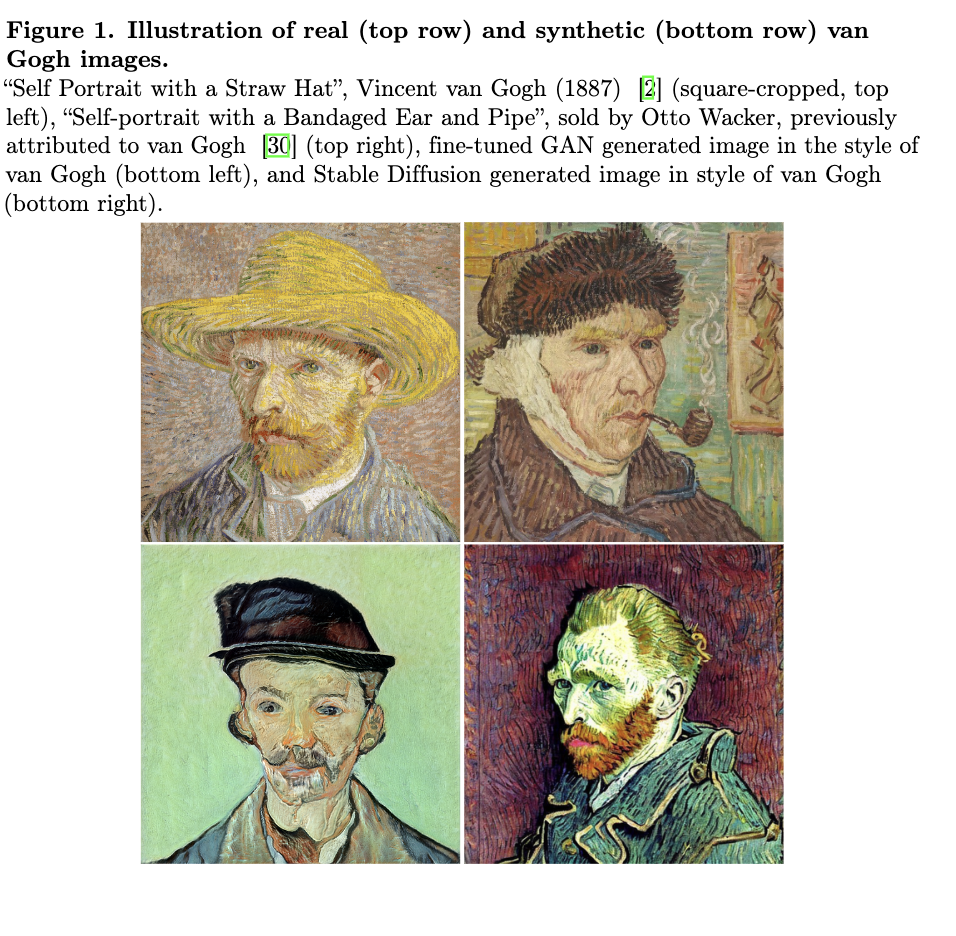 Figure 1. Illustration of real (top row) and synthetic (bottom row) van
Gogh images.
“Self Portrait with a Straw Hat”, Vincent van Gogh (1887) [2] (square-cropped, top
left), “Self-portrait with a Bandaged Ear and Pipe”, sold by Otto Wacker, previously
attributed to van Gogh [30] (top right), fine-tuned GAN generated image in the style of
van Gogh (bottom left), and Stable Diffusion generated image in style of van Gogh
(bottom right).